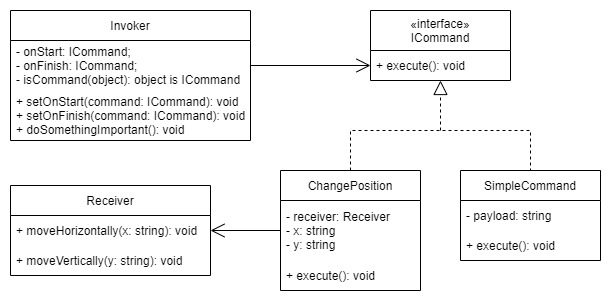 Invoker
- onStart: ICommand;
- onFinish: ICommand;
- isCommand(object): object is ICommand
+ setOnStart(command: ICommand): void
+ setOnFinish(command: ICommand): void
+ doSomethingImportant(): void
«interface»
ICommand
+ execute(): void
Receiver
+ moveHorizontally(x: string): void
+ moveVertically(y: string): void
ChangePosition
- receiver: Receiver
- x: string
- y: string
+ execute(): void
SimpleCommand
- payload: string
+ execute(): void